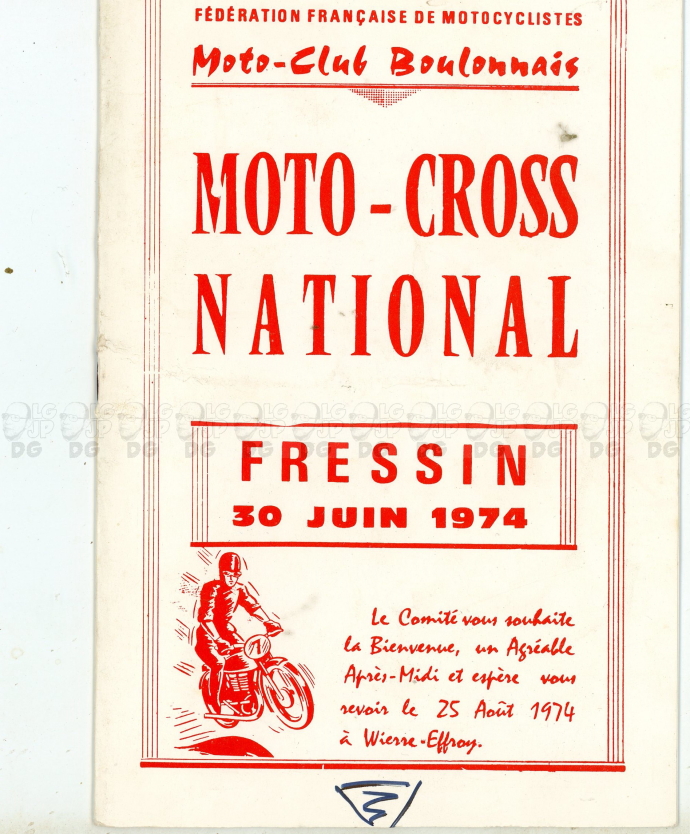 FÉDÉRATION FRANÇAISE DE MOTOCYCLISTES
Moto-Club Boulonnais
MOTO-CROSS
NATIONAL
FRESSIN
30 JUIN 1974
Le Comité vous souhaite
la Bienvenue, un Agréable
Après-Midi et espère vous
revoir le 25 Août 1974
à Wierre-Effroy.